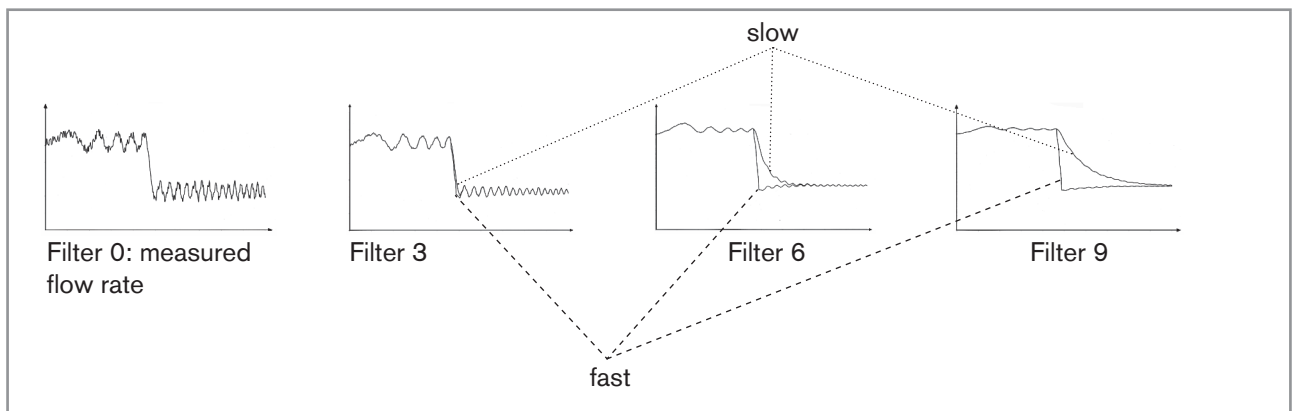 slow
Filter 0: measured
flow rate
Filter 3
Filter 6
Filter 9
fast